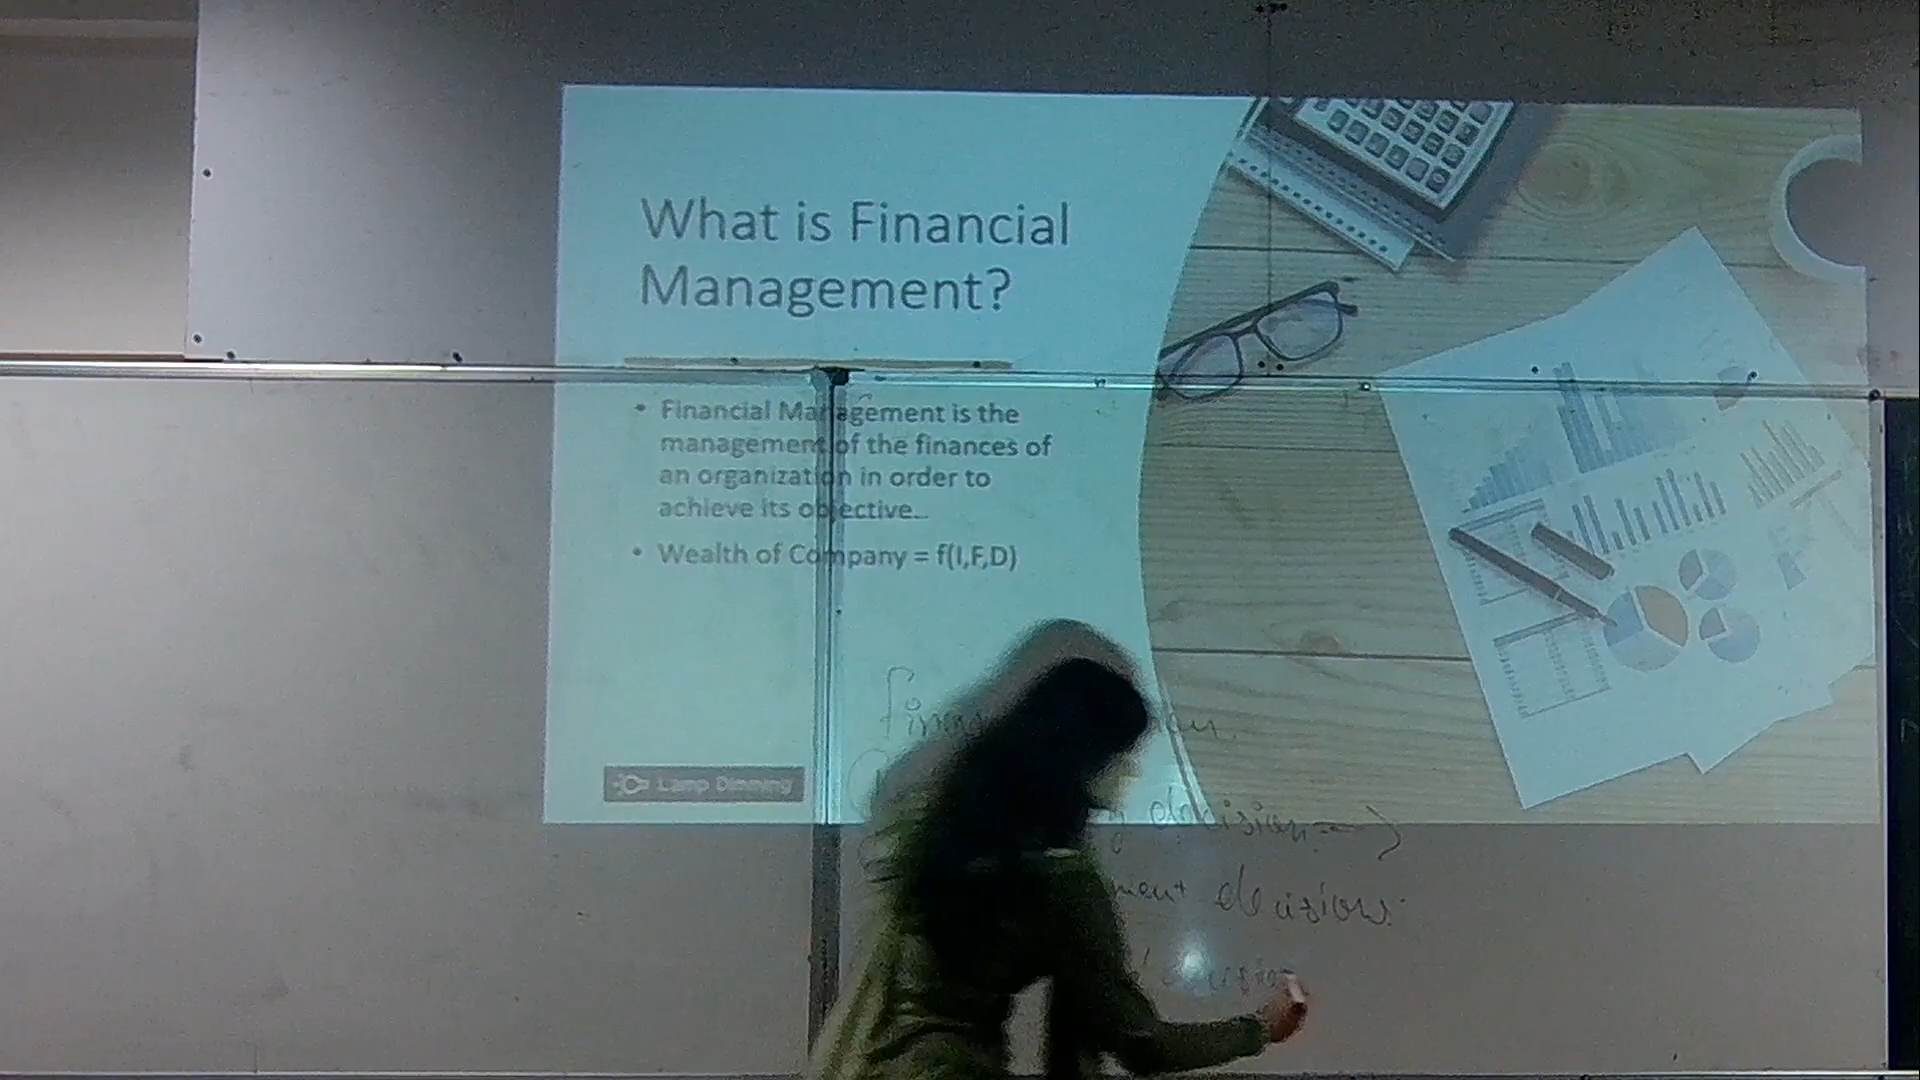 What is Financial
Management?
• Financial Management is the
management of the finances of
an organization in order to
achieve its objective.
• Wealth of Company = f(I,F,D)
Lamp Dimming
decision
decisions